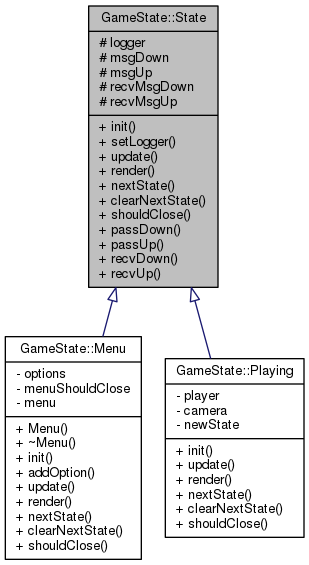 GameState::State
# logger
# msgDown
# msgUp
# recvMsgDown
# recvMsgUp
+ init()
+ setLogger()
+ update()
+ render()
+ nextState()
+ clearNextState()
+ shouldClose()
+ passDown()
+ passUp()
+ recvDown()
+ recvUp()
GameState::Menu
- options
- menuShouldClose
- menu
+ Menu()
+ ~Menu()
+ init()
+ addOption()
+ update()
+ render()
+ nextState()
+ clearNextState()
+ shouldClose()
GameState::Playing
- player
- camera
- newState
+ init()
+ update()
+ render()
+ nextState()
+ clearNextState()
+ shouldClose()